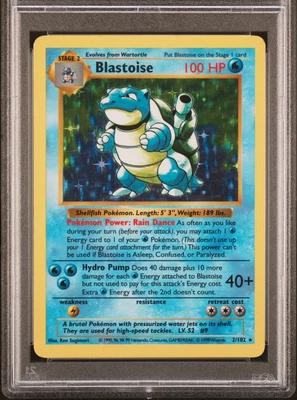 Evolves from Wartortle Put Blastoise on the Stage 1 card
STAGE 2 Blastoise 100 HP
Shellfish Pokémon. Length: 5' 3", Weight: 189 lbs.
Pokémon Power: Rain Dance As often as you like
during your turn (before your attack), you may attach 1
Energy card to 1 of your Pokémon. (This doesn't use up
your 1 Energy card attachment for the turn.) This power can't
be used if Blastoise is Asleep, Confused, or Paralyzed.
Hydro Pump Does 40 damage plus 10 more
damage for each Energy attached to Blastoise
but not used to pay for this attack's Energy cost.
Extra Energy after the 2nd doesn't count.
40+
weakness resistance retreat cost
A brutal Pokémon with pressurized water jets on its shell.
They are used for high-speed tackles. LV. 52 #9
Illus. Ken Sugimori 2/102